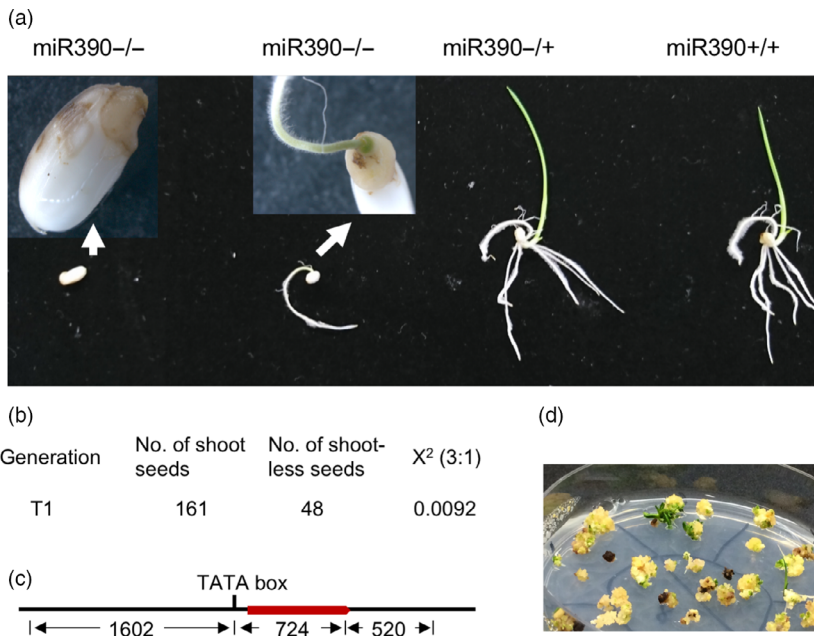 (a)
miR390–/– miR390–/– miR390–/+ miR390+/+
(b)
Generation No. of shoot seeds No. of shoot-less seeds X² (3:1)
T1 161 48 0.0092
(c)
TATA box
1602 724 520
(d)